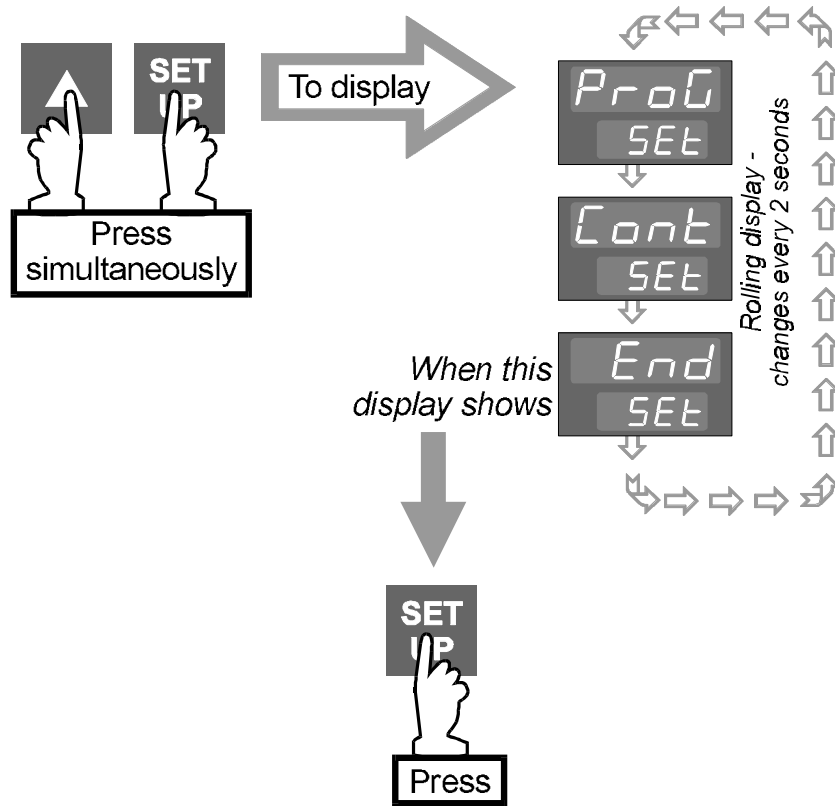 SET
UP
Press
simultaneously
To display
ProG
SEt
Cont
SEt
End
SEt
Rolling display -
changes every 2 seconds
When this
display shows
SET
UP
Press